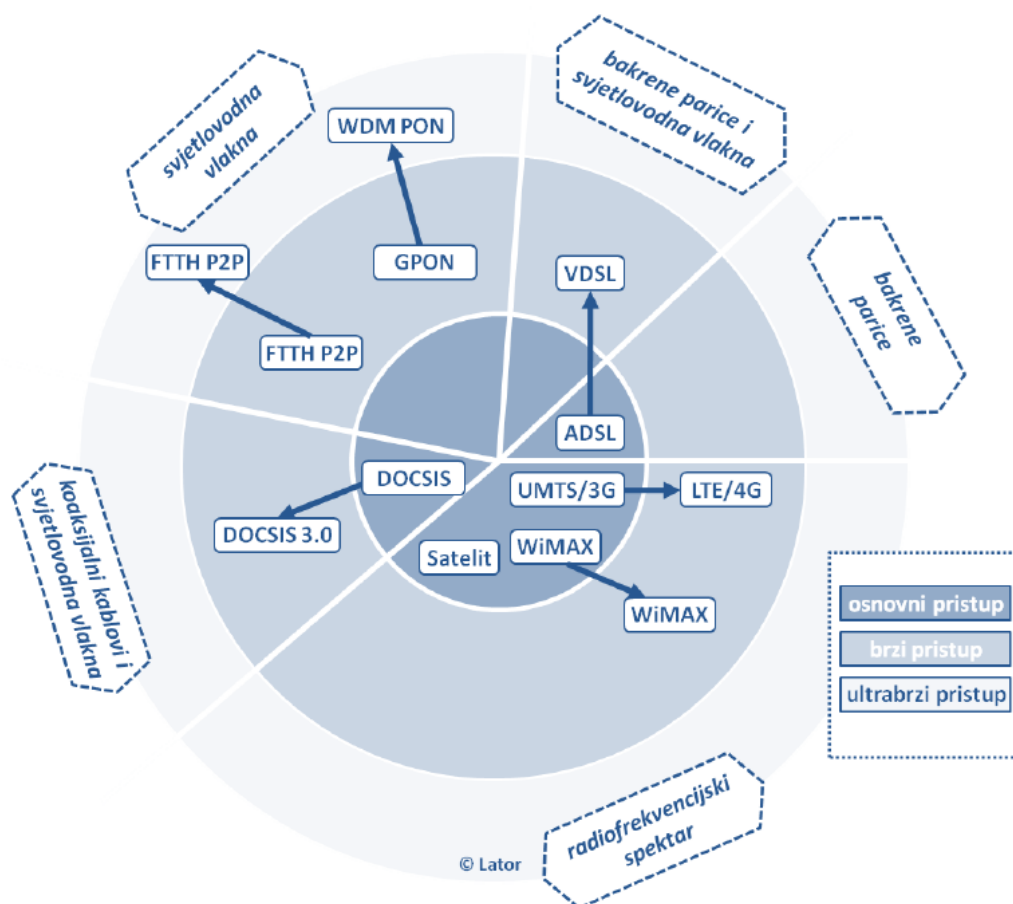 bakrene parice i
svjetlovodna vlakna
svjetlovodna
vlakna
WDM PON
bakrene
parice
FTTH P2P
GPON
VDSL
FTTH P2P
ADSL
DOCSIS
UMTS/3G
LTE/4G
koaksijalni kablovi i
svjetlovodna vlakna
DOCSIS 3.0
Satelit
WiMAX
WiMAX
osnovni pristup
brzi pristup
ultrabrzi pristup
radiofrekvencijski
spektar
© Lator